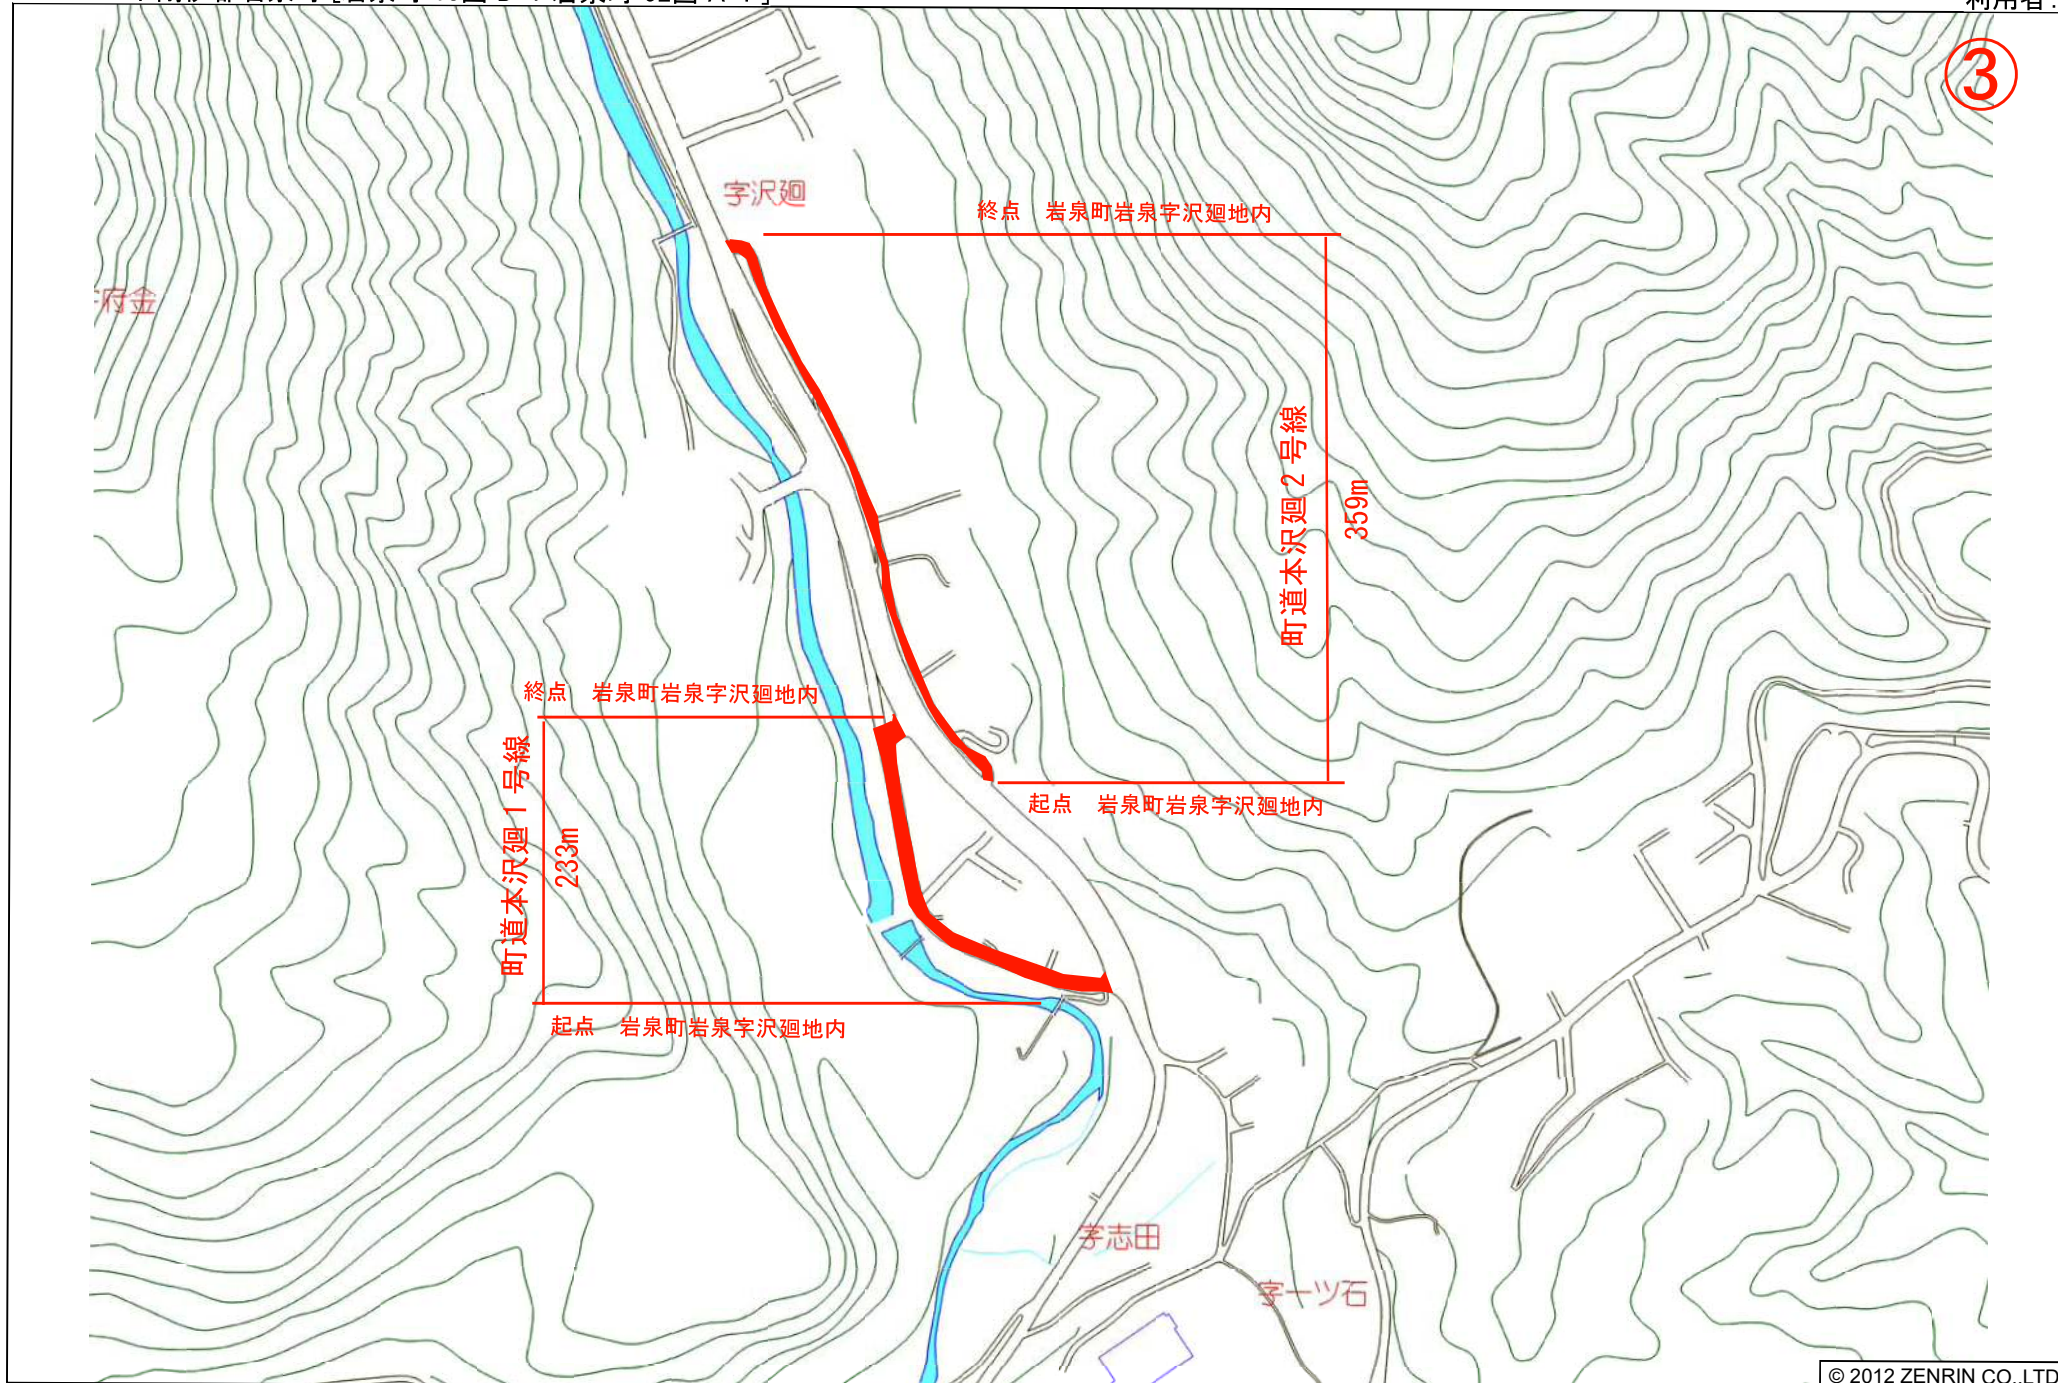 利用者:
③
字沢廻
終点 岩泉町岩泉字沢廻地内
府金
町道本沢廻2号線
359m
終点 岩泉町岩泉字沢廻地内
町道本沢廻1号線
233m
起点 岩泉町岩泉字沢廻地内
起点 岩泉町岩泉字沢廻地内
字志田
字一ツ石
© 2012 ZENRIN CO.,LTD